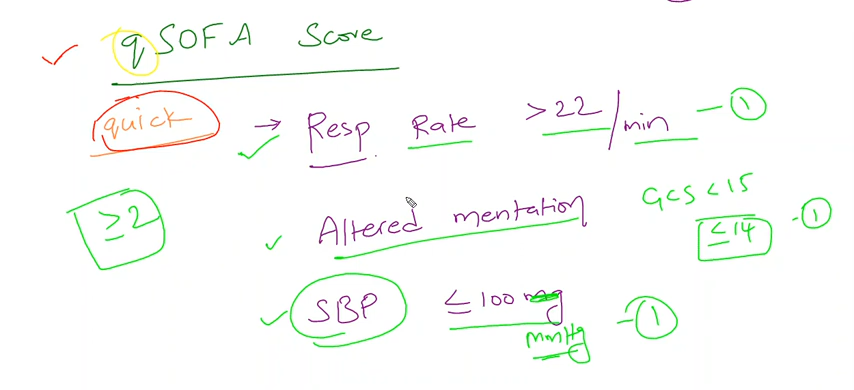 qSOFA Score
quick → Resp Rate >22/min - 1
≥2
Altered mentation GCS <15
≤14 - 1
SBP ≤100 mg - 1
mmHg